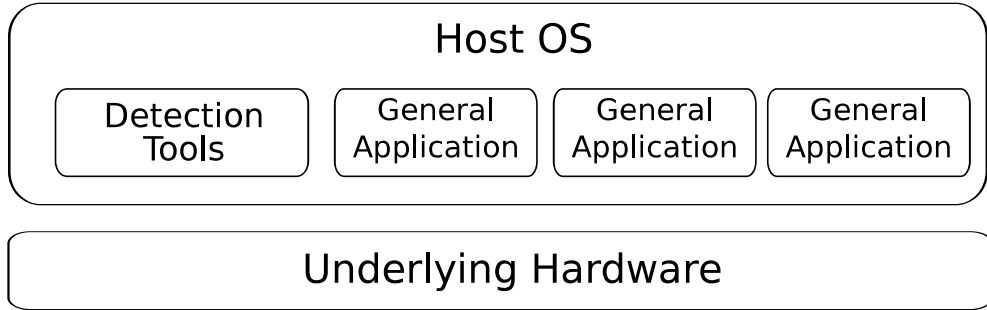 Host OS
Detection
Tools
General
Application
General
Application
General
Application
Underlying Hardware